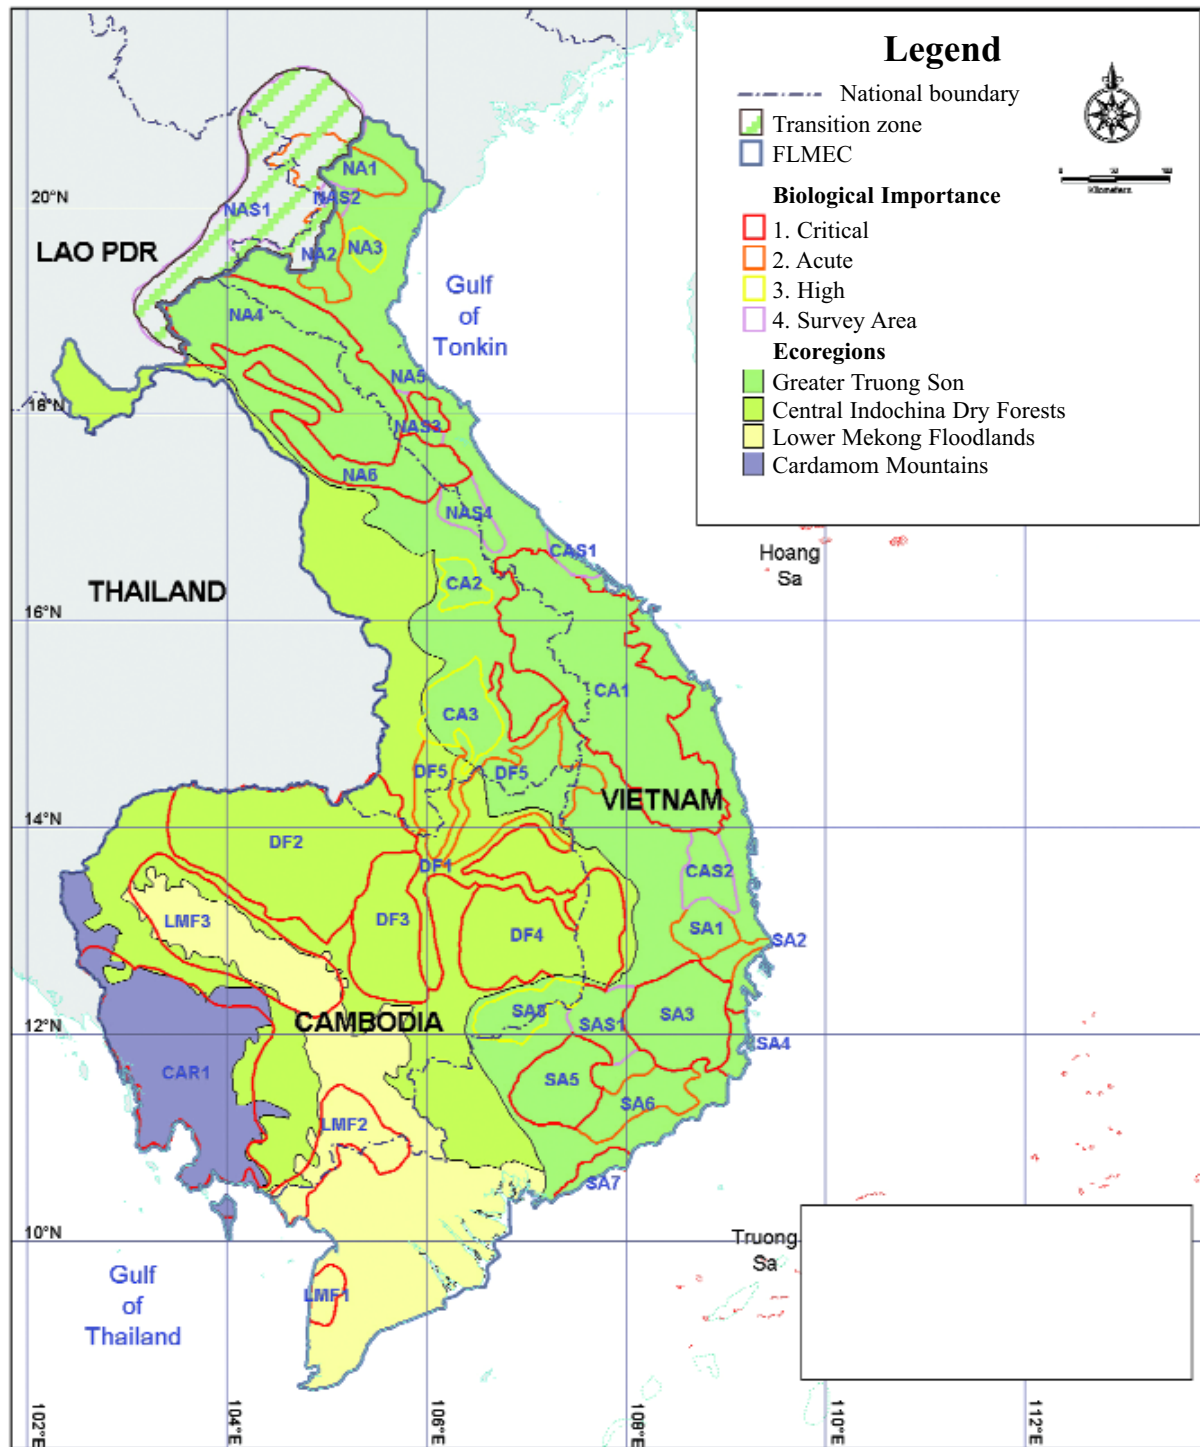 Legend
National boundary
Transition zone
FLMEC
Biological Importance
1. Critical
2. Acute
3. High
4. Survey Area
Ecoregions
Greater Truong Son
Central Indochina Dry Forests
Lower Mekong Floodlands
Cardamom Mountains
Kilometers
20°N
LAO PDR
NA1
NAS2
NAS1
NA2
NA3
Gulf
of
Tonkin
NA4
NA5
18°N
NAS3
NA6
NAS4
CAS1
Hoang
Sa
THAILAND
CA2
16°N
CA1
CA3
DF5
DF5
VIETNAM
14°N
DF2
DF1
CAS2
LMF3
DF3
DF4
SA1
SA2
CAMBODIA
SA8
SAS1
SA3
12°N
SA4
CAR1
SA5
SA6
LMF2
SA7
10°N
Truong
Sa
Gulf
of
Thailand
LMF1
102°E
104°E
106°E
108°E
110°E
112°E